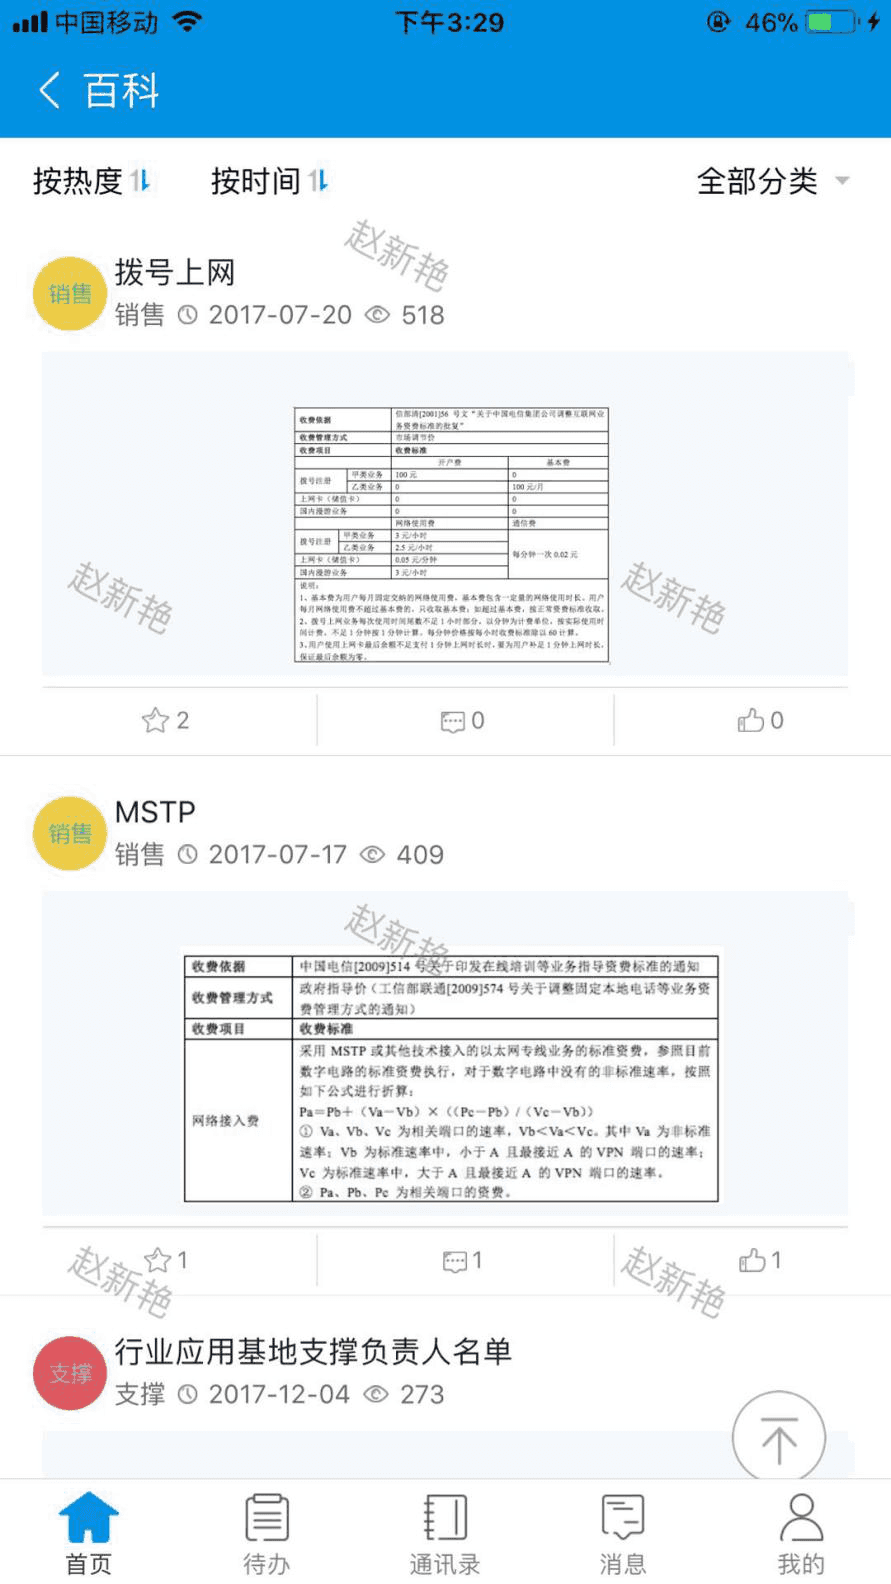 中国移动 下午3:29 46%
百科
按热度 按时间 全部分类
赵新艳
销售 拨号上网
销售 2017-07-20 518
收费依据 信部清[2001]56 号文“关于中国电信集团公司调整互联网业
务资费标准的批复”
收费管理方式 市场调节价
收费项目 收费标准
开户费 基本费
拨号注册 甲类业务 100 元 0
乙类业务 0 100 元/月
上网卡（储值卡） 0 0
国内漫游业务 0 0
网络使用费 通信费
拨号注册 甲类业务 3 元/小时 每分钟一次 0.02 元
乙类业务 2.5 元/小时
上网卡（储值卡） 0.05 元/分钟
国内漫游业务 3 元/小时
说明：
1、基本费为用户每月固定交纳的网络使用费，基本费包含一定量的网络使用时长。用户
每月网络使用费不超过基本费的，只收取基本费；如超过基本费，按正常资费标准收取。
2、拨号上网业务每次使用时间尾数不足 1 小时部分，以分钟为计费单位，按实际使用时
间计费，不足 1 分钟按 1 分钟计算。每分钟价格按每小时收费标准除以 60 计算。
3、用户使用上网卡最后余额不足支付 1 分钟上网时长时，要为用户补足 1 分钟上网时长，
保证最后余额为零。
赵新艳 赵新艳
2 0 0
销售 MSTP
销售 2017-07-17 409
赵新艳
收费依据 中国电信[2009]514 号关于印发在线培训等业务指导资费标准的通知
收费管理方式 政府指导价（工信部联通[2009]574 号关于调整固定本地电话等业务资
费管理方式的通知）
收费项目 收费标准
网络接入费 采用 MSTP 或其他技术接入的以太网专线业务的标准资费，参照目前
数字电路的标准资费执行，对于数字电路中没有的非标准速率，按照
如下公式进行折算：
Pa＝Pb＋（Va－Vb）×（(Pc－Pb）/（Vc－Vb)）
① Va、Vb、Vc 为相关端口的速率，Vb＜Va＜Vc。其中 Va 为非标准
速率；Vb 为标准速率中，小于 A 且最接近 A 的 VPN 端口的速率；
Vc 为标准速率中，大于 A 且最接近 A 的 VPN 端口的速率。
② Pa、Pb、Pc 为相关端口的资费。
1 1 1
赵新艳 赵新艳
支撑 行业应用基地支撑负责人名单
支撑 2017-12-04 273
首页 待办 通讯录 消息 我的